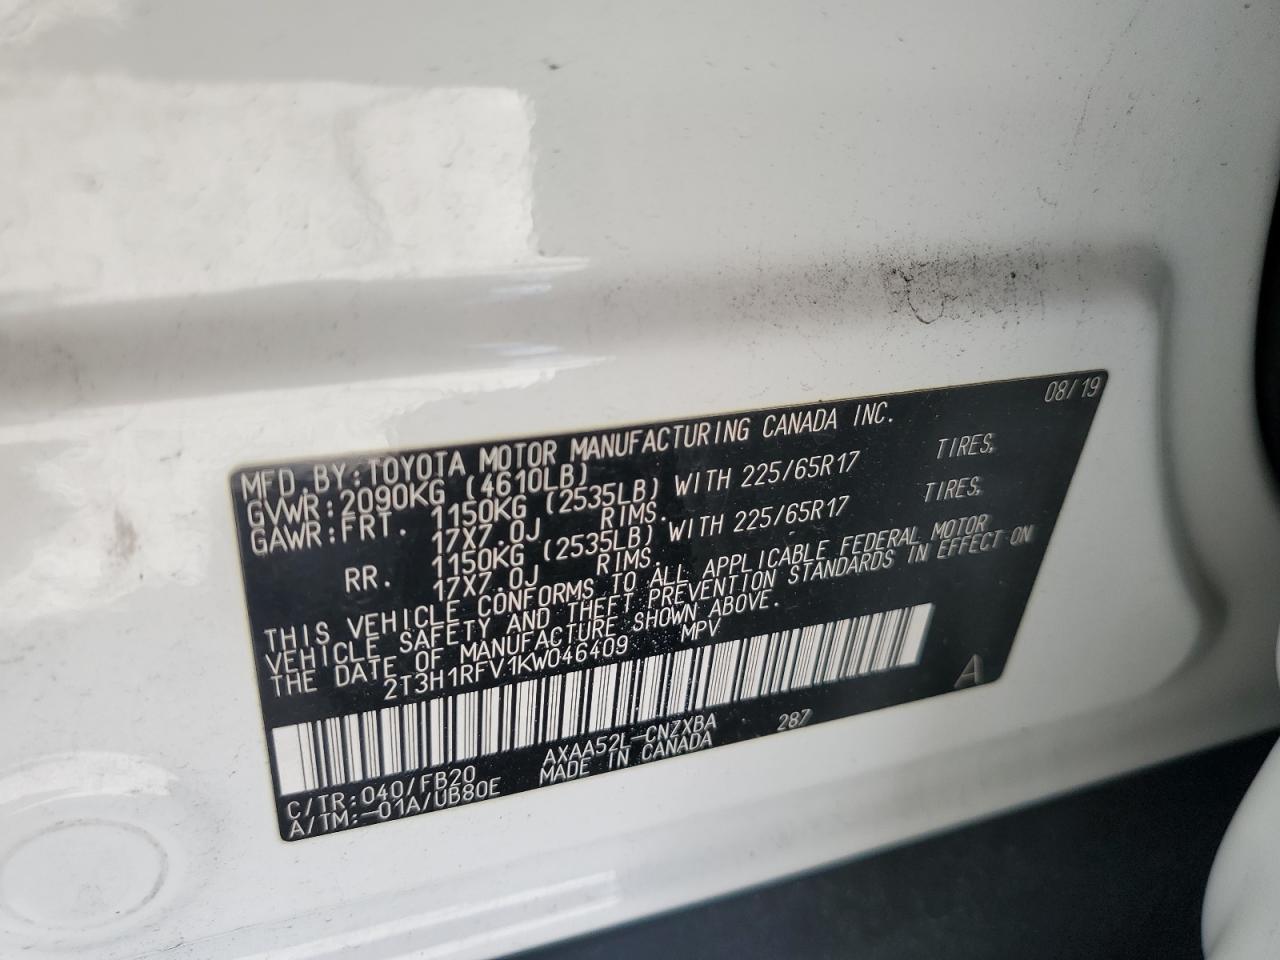 08/19
MFD. BY: TOYOTA MOTOR MANUFACTURING CANADA INC.
GVWR: 2090KG (4610LB)
GAWR: FRT. 1150KG (2535LB) WITH 225/65R17 TIRES,
17X7.0J RIMS.
RR. 1150KG (2535LB) WITH 225/65R17 TIRES,
17X7.0J RIMS.
THIS VEHICLE CONFORMS TO ALL APPLICABLE FEDERAL MOTOR
VEHICLE SAFETY AND THEFT PREVENTION STANDARDS IN EFFECT ON
THE DATE OF MANUFACTURE SHOWN ABOVE.
2T3H1RFV1KW046409 MPV
A
C/TR: 040/FB20 AXAA52L-CNZXBA 287
A/TM: -01A/UB80E MADE IN CANADA